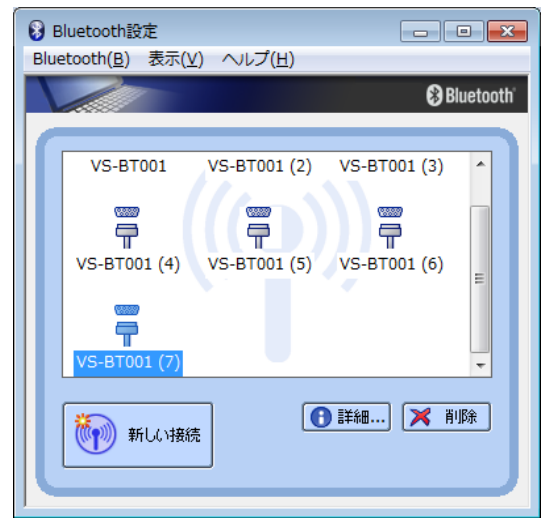 Bluetooth設定
Bluetooth(B) 表示(V) ヘルプ(H)
Bluetooth
VS-BT001 VS-BT001 (2) VS-BT001 (3)
VS-BT001 (4) VS-BT001 (5) VS-BT001 (6)
VS-BT001 (7)
新しい接続 詳細... 削除